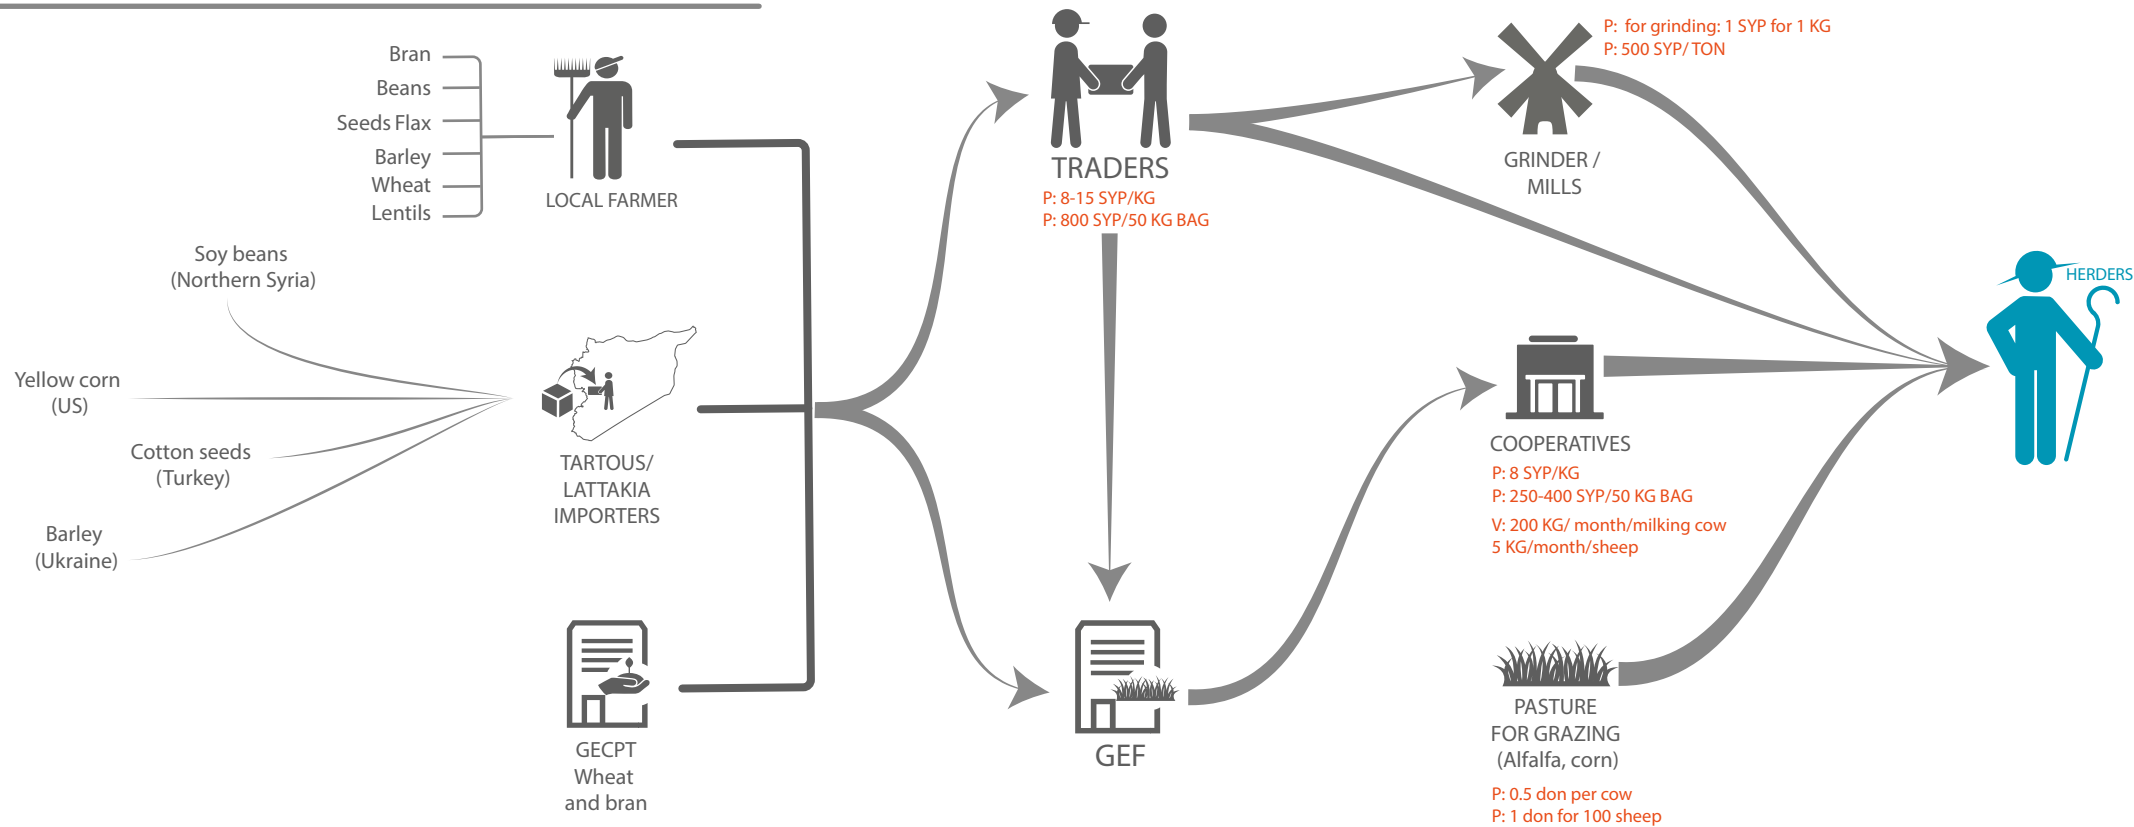 Bran
Beans
Seeds Flax
Barley
Wheat
Lentils
LOCAL FARMER
Soy beans
(Northern Syria)
Yellow corn
(US)
Cotton seeds
(Turkey)
Barley
(Ukraine)
TARTOUS/
LATTAKIA
IMPORTERS
GECPT
Wheat
and bran
TRADERS
P: 8-15 SYP/KG
P: 800 SYP/50 KG BAG
GEF
P: for grinding: 1 SYP for 1 KG
P: 500 SYP/ TON
GRINDER /
MILLS
COOPERATIVES
P: 8 SYP/KG
P: 250-400 SYP/50 KG BAG
V: 200 KG/ month/milking cow
5 KG/month/sheep
PASTURE
FOR GRAZING
(Alfalfa, corn)
P: 0.5 don per cow
P: 1 don for 100 sheep
HERDERS